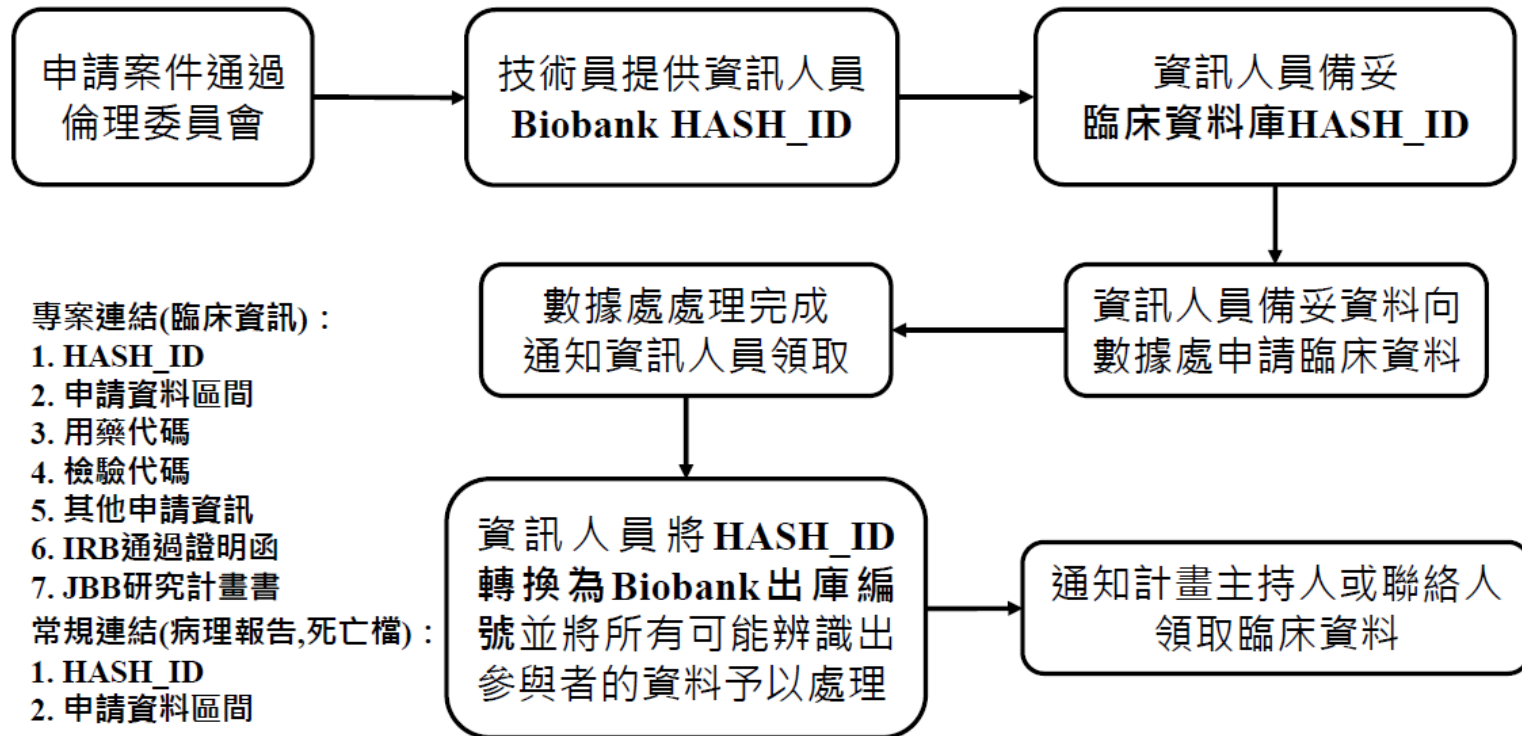 申請案件通過
倫理委員會
技術員提供資訊人員
Biobank HASH_ID
資訊人員備妥
臨床資料庫HASH_ID
資訊人員備妥資料向
數據處申請臨床資料
數據處處理完成
通知資訊人員領取
資訊人員將HASH_ID
轉換為Biobank出庫編
號並將所有可能辨識出
參與者的資料予以處理
通知計畫主持人或聯絡人
領取臨床資料
專案連結(臨床資訊)：
1. HASH_ID
2. 申請資料區間
3. 用藥代碼
4. 檢驗代碼
5. 其他申請資訊
6. IRB通過證明函
7. JBB研究計畫書
常規連結(病理報告,死亡檔)：
1. HASH_ID
2. 申請資料區間